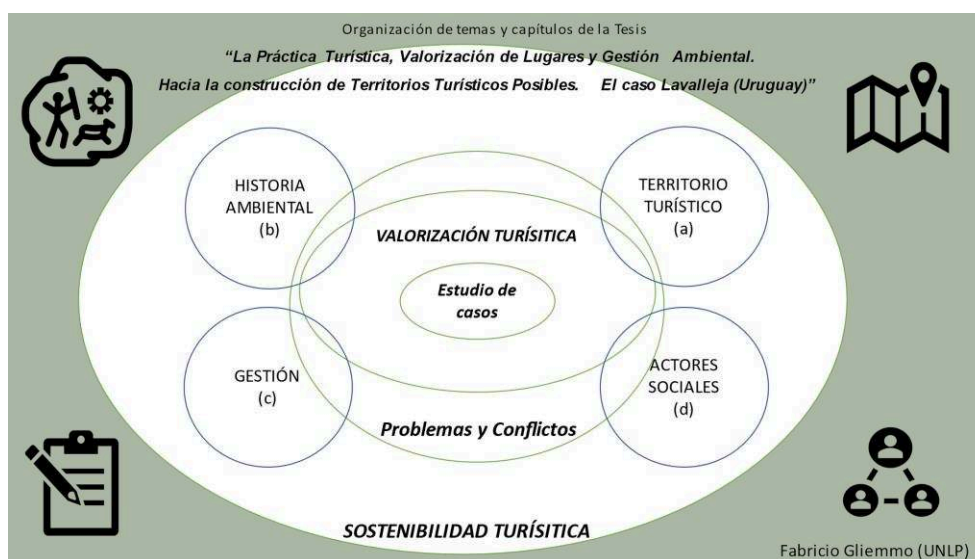 Organización de temas y capítulos de la Tesis
“La Práctica Turística, Valorización de Lugares y Gestión Ambiental.
Hacia la construcción de Territorios Turísticos Posibles. El caso Lavalleja (Uruguay)”
HISTORIA
AMBIENTAL
(b)
TERRITORIO
TURÍSTICO
(a)
VALORIZACIÓN TURÍSITICA
Estudio de
casos
GESTIÓN
(c)
ACTORES
SOCIALES
(d)
Problemas y Conflictos
SOSTENIBILIDAD TURÍSITICA
Fabricio Gliemmo (UNLP)